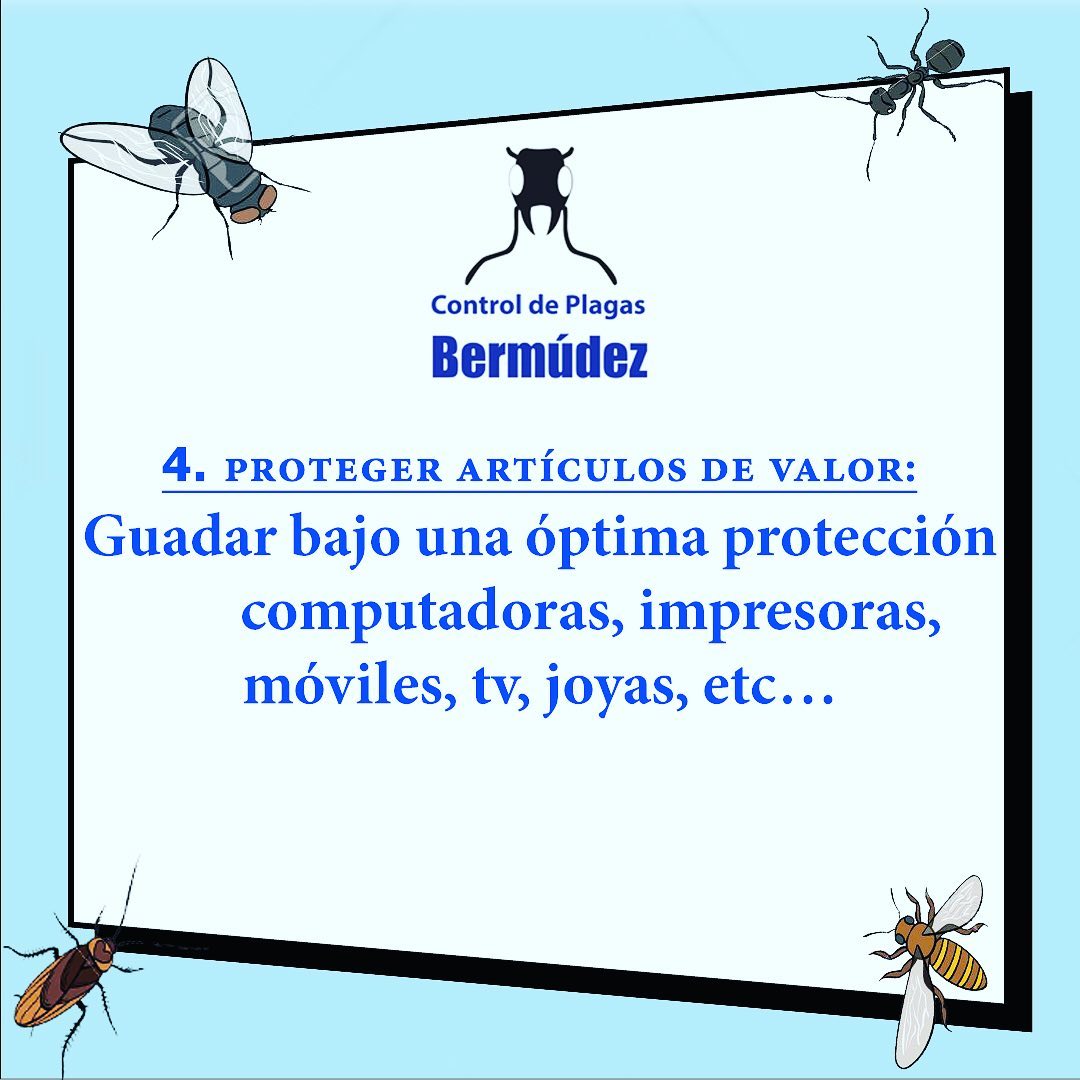 Control de Plagas
Bermúdez
4. PROTEGER ARTÍCULOS DE VALOR:
Guadar bajo una óptima protección
computadoras, impresoras,
móviles, tv, joyas, etc…